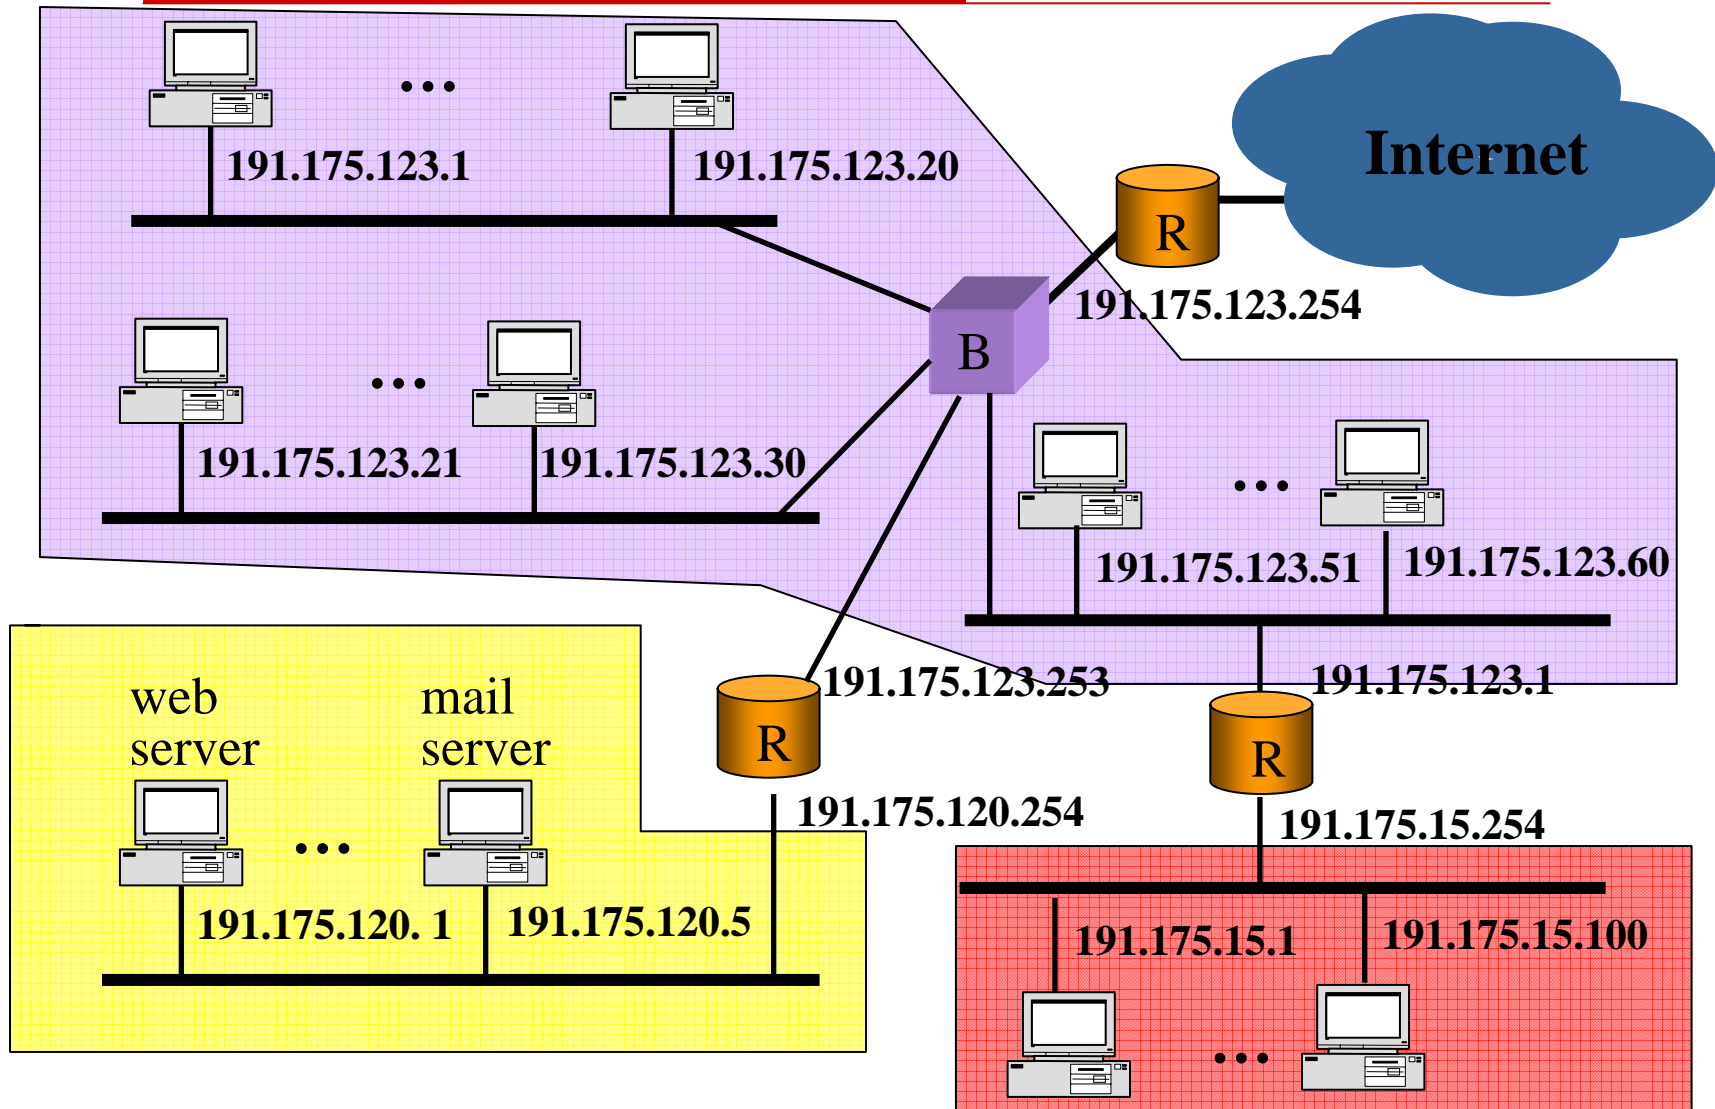 191.175.123.1
191.175.123.20
Internet
R
191.175.123.254
B
191.175.123.21
191.175.123.30
191.175.123.51
191.175.123.60
191.175.123.253
191.175.123.1
web
server
mail
server
R
R
191.175.120.254
191.175.15.254
191.175.120. 1
191.175.120.5
191.175.15.1
191.175.15.100